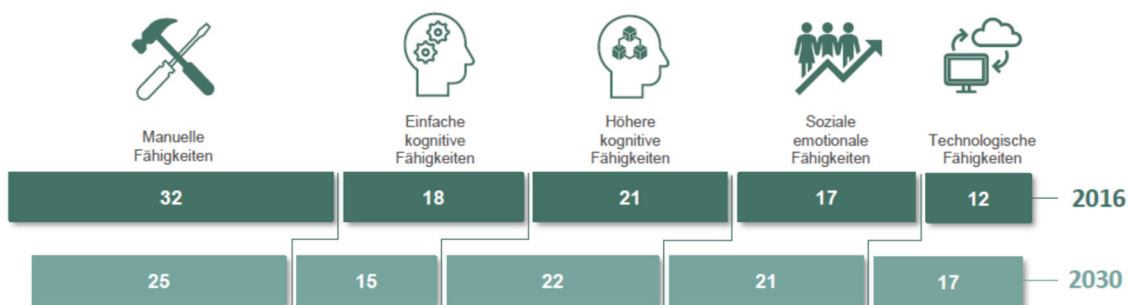 Manuelle
Fähigkeiten
Einfache
kognitive
Fähigkeiten
Höhere
kognitive
Fähigkeiten
Soziale
emotionale
Fähigkeiten
Technologische
Fähigkeiten
32 18 21 17 12 2016
25 15 22 21 17 2030